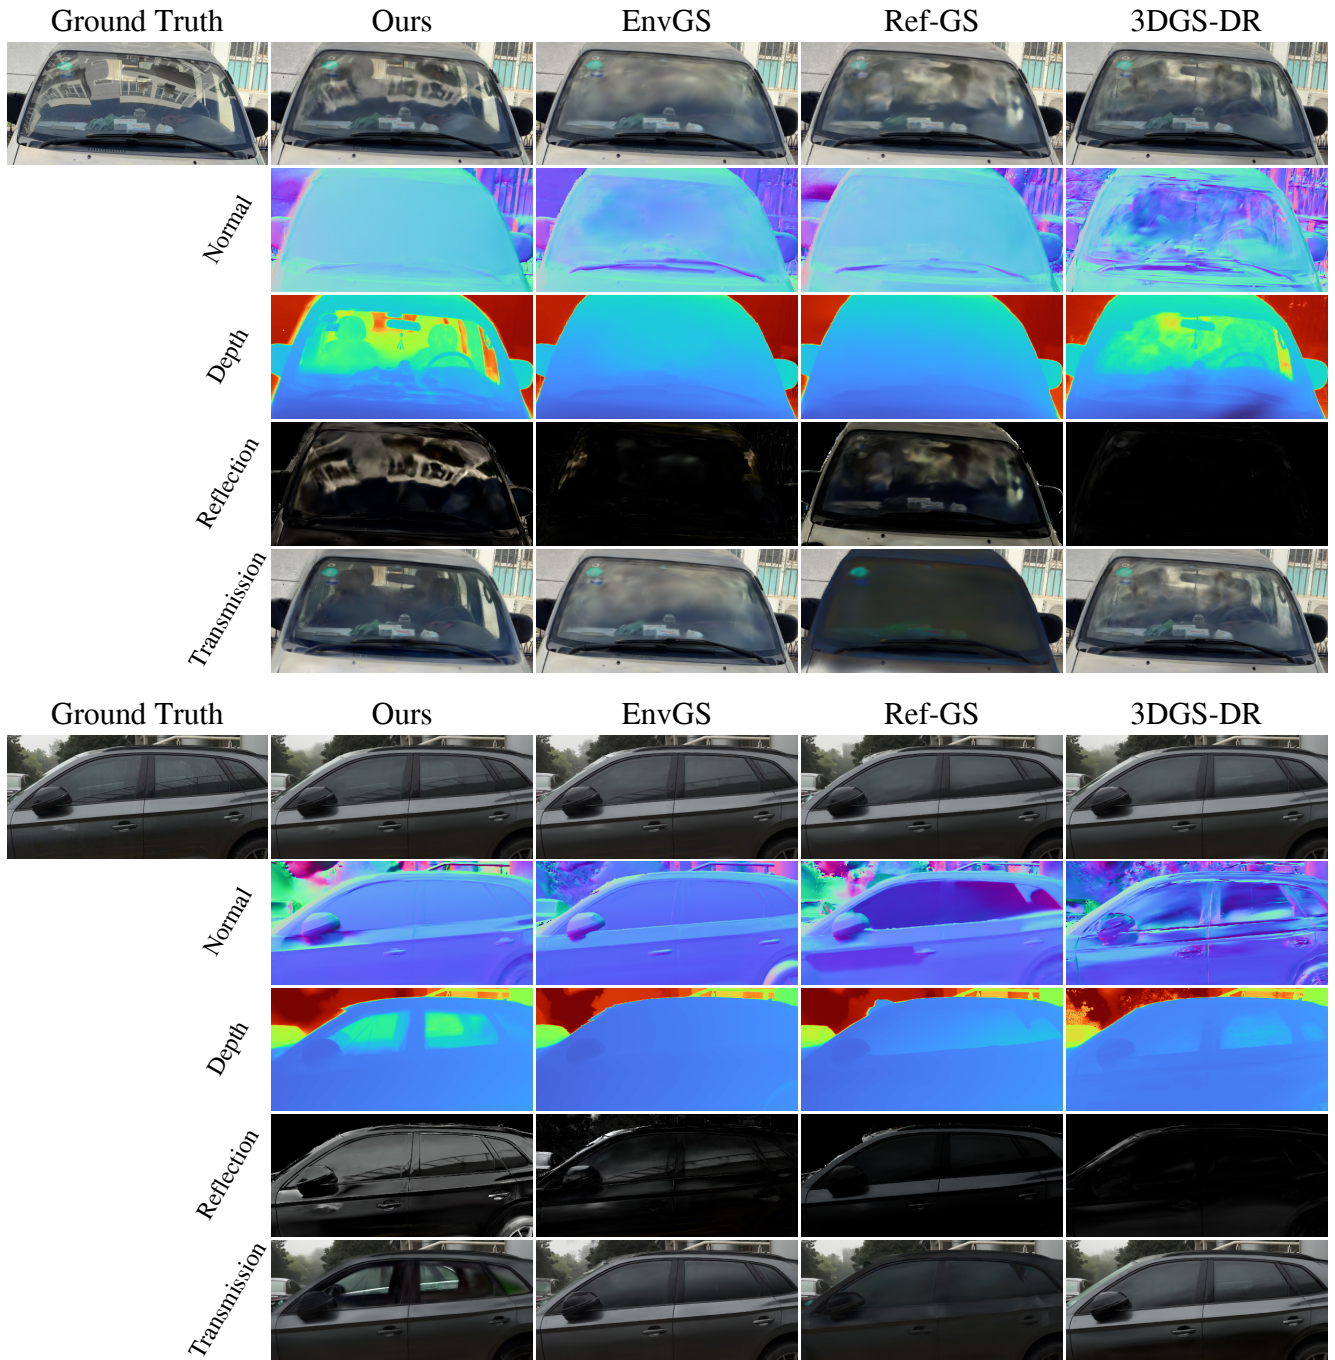 Ground Truth Ours EnvGS Ref-GS 3DGS-DR
Normal
Depth
Reflection
Transmission
Ground Truth Ours EnvGS Ref-GS 3DGS-DR
Normal
Depth
Reflection
Transmission